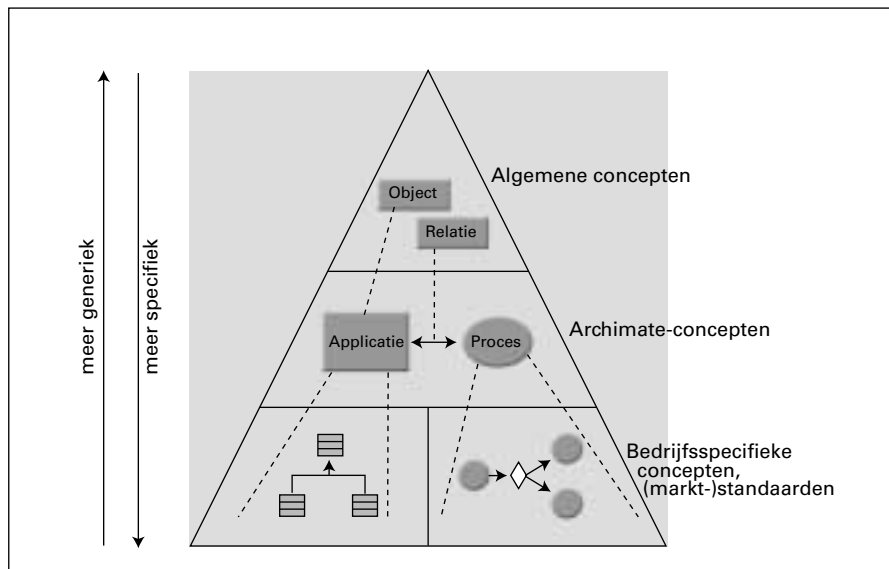 meer generiek
meer specifiek
Algemene concepten
Object
Relatie
Archimate-concepten
Applicatie
Proces
Bedrijfsspecifieke
concepten,
(markt-)standaarden